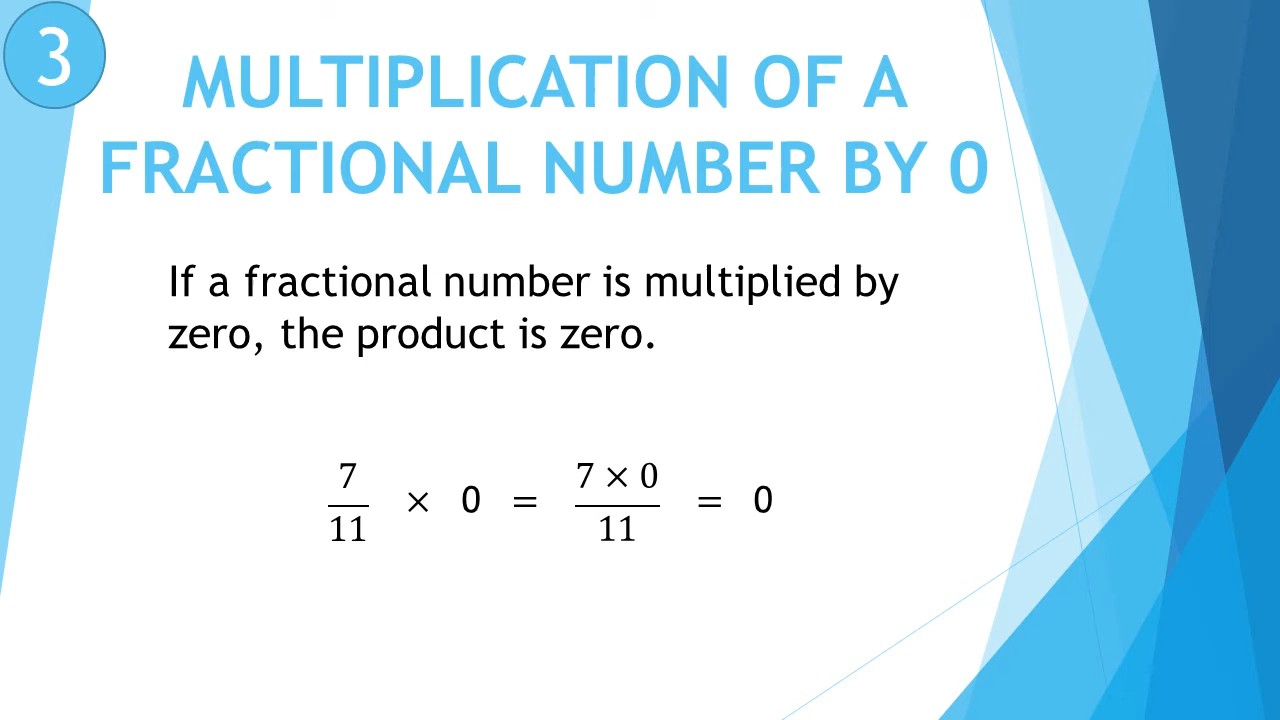 3
MULTIPLICATION OF A
FRACTIONAL NUMBER BY 0
If a fractional number is multiplied by
zero, the product is zero.
7/11 × 0 = (7 × 0)/11 = 0